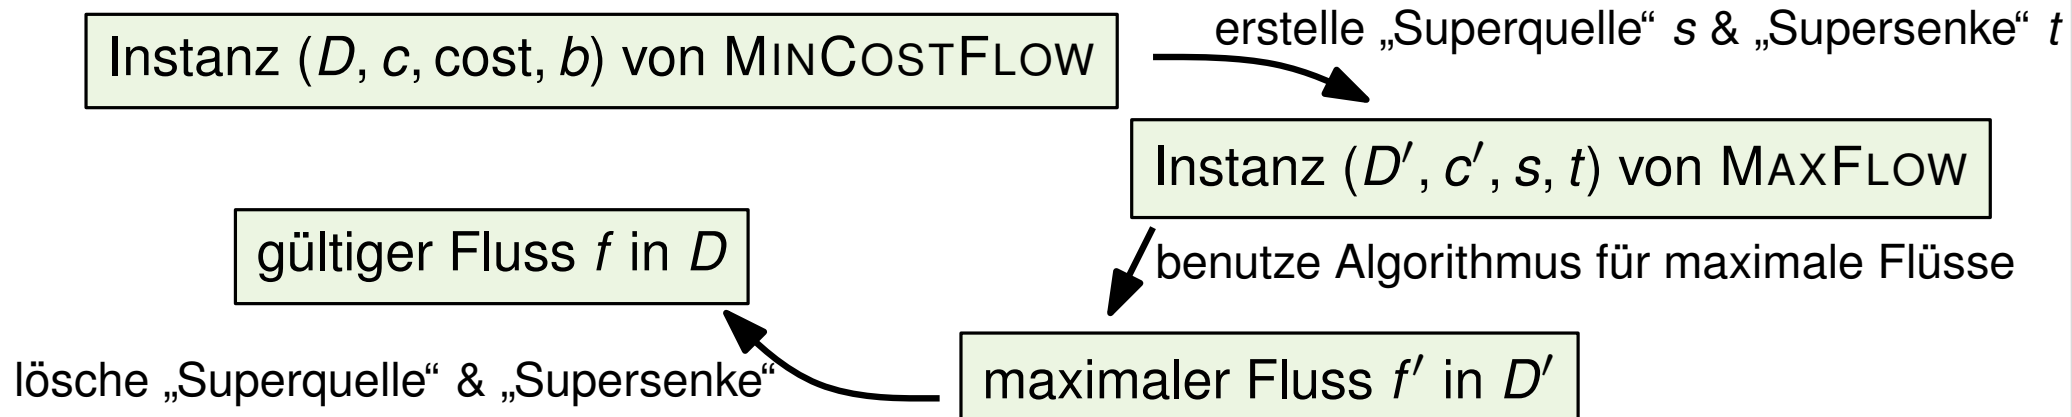 erstelle „Superquelle“ s & „Supersenke“ t
Instanz (D, c, cost, b) von MINCOSTFLOW
Instanz (D′, c′, s, t) von MAXFLOW
gültiger Fluss f in D
benutze Algorithmus für maximale Flüsse
lösche „Superquelle“ & „Supersenke“
maximaler Fluss f′ in D′